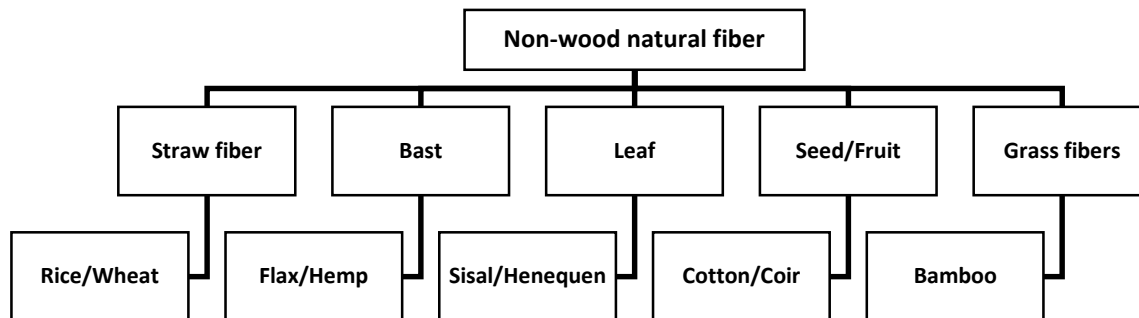 Non-wood natural fiber
Straw fiber
Bast
Leaf
Seed/Fruit
Grass fibers
Rice/Wheat
Flax/Hemp
Sisal/Henequen
Cotton/Coir
Bamboo